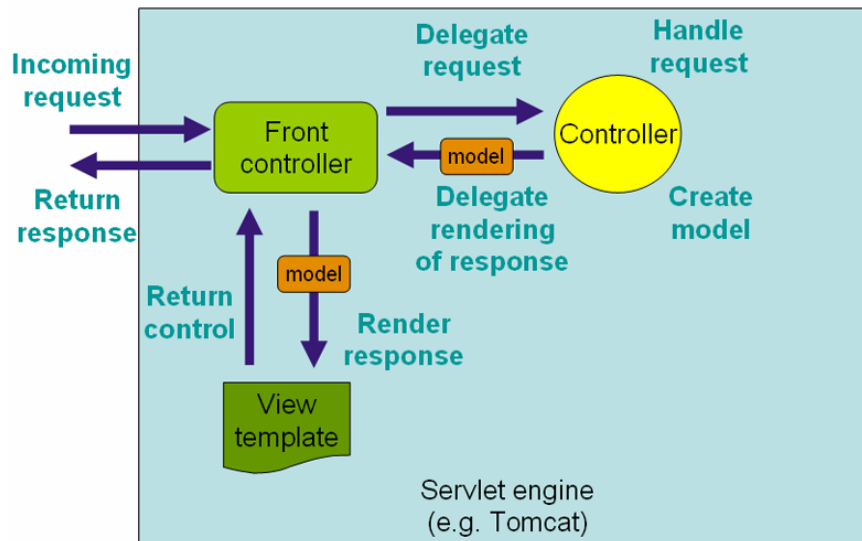 Incoming
request
Return
response
Front
controller
Delegate
request
model
Delegate
rendering
of response
Handle
request
Controller
Create
model
Return
control
model
Render
response
View
template
Servlet engine
(e.g. Tomcat)